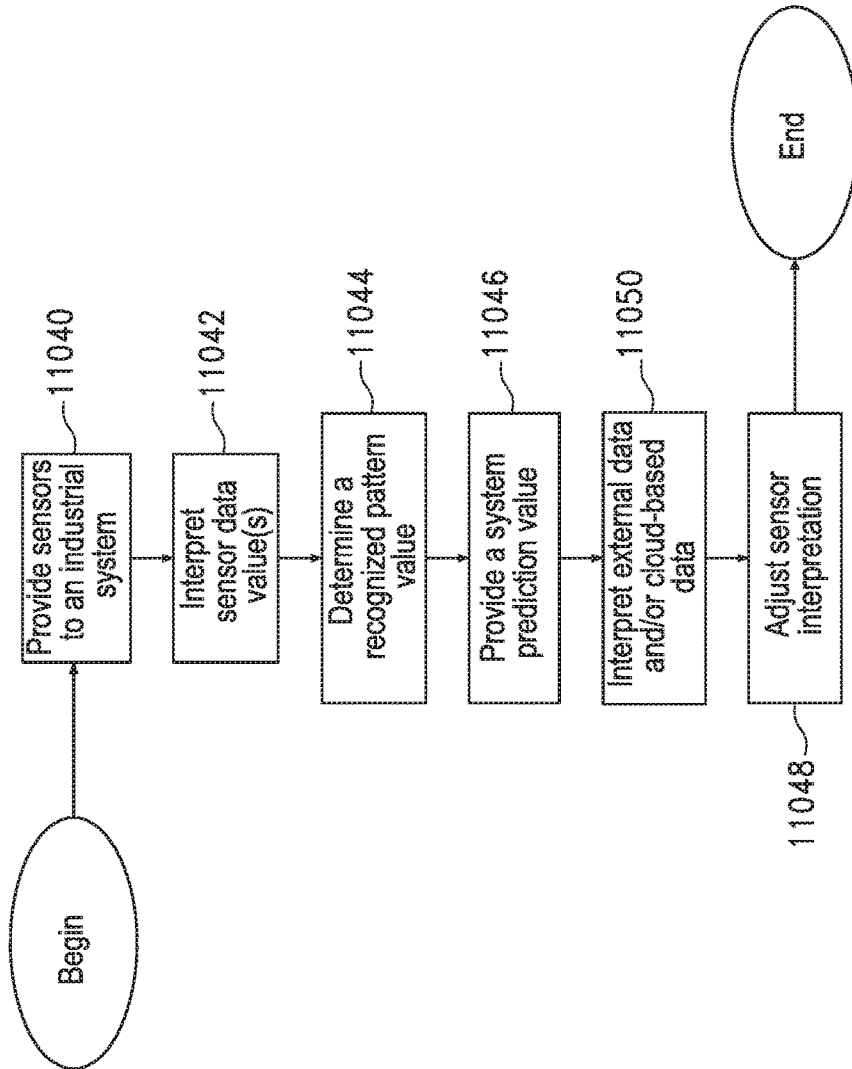 Begin
Provide sensors
to an industrial
system
11040
Interpret
sensor data
value(s)
11042
Determine a
recognized pattern
value
11044
Provide a system
prediction value
11046
Interpret external data
and/or cloud-based
data
11050
Adjust sensor
interpretation
11048
End